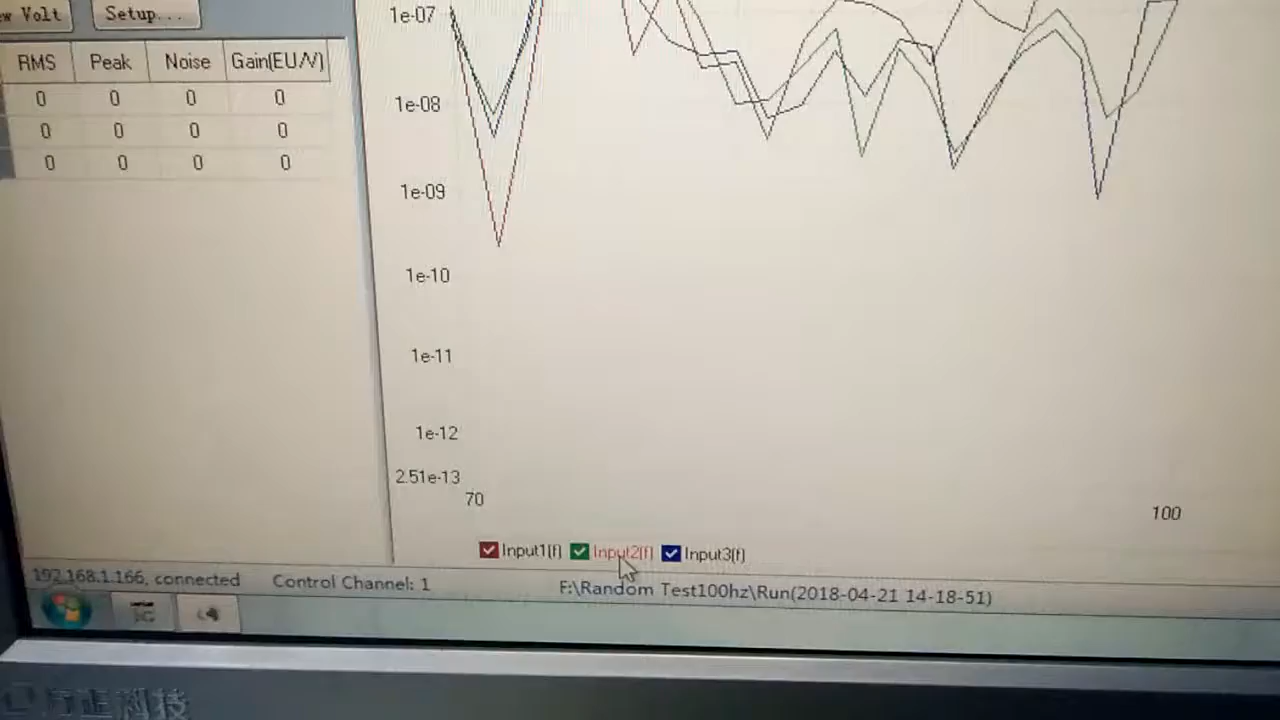 w Volt Setup...
RMS Peak Noise Gain(EU/V)
0 0 0 0
0 0 0 0
0 0 0 0
1e-07
1e-08
1e-09
1e-10
1e-11
1e-12
2.51e-13
70 100
Input1(f) Input2(f) Input3(f)
192.168.1.166, connected Control Channel: 1 F:\Random Test100hz\Run(2018-04-21 14-18-51)
科技